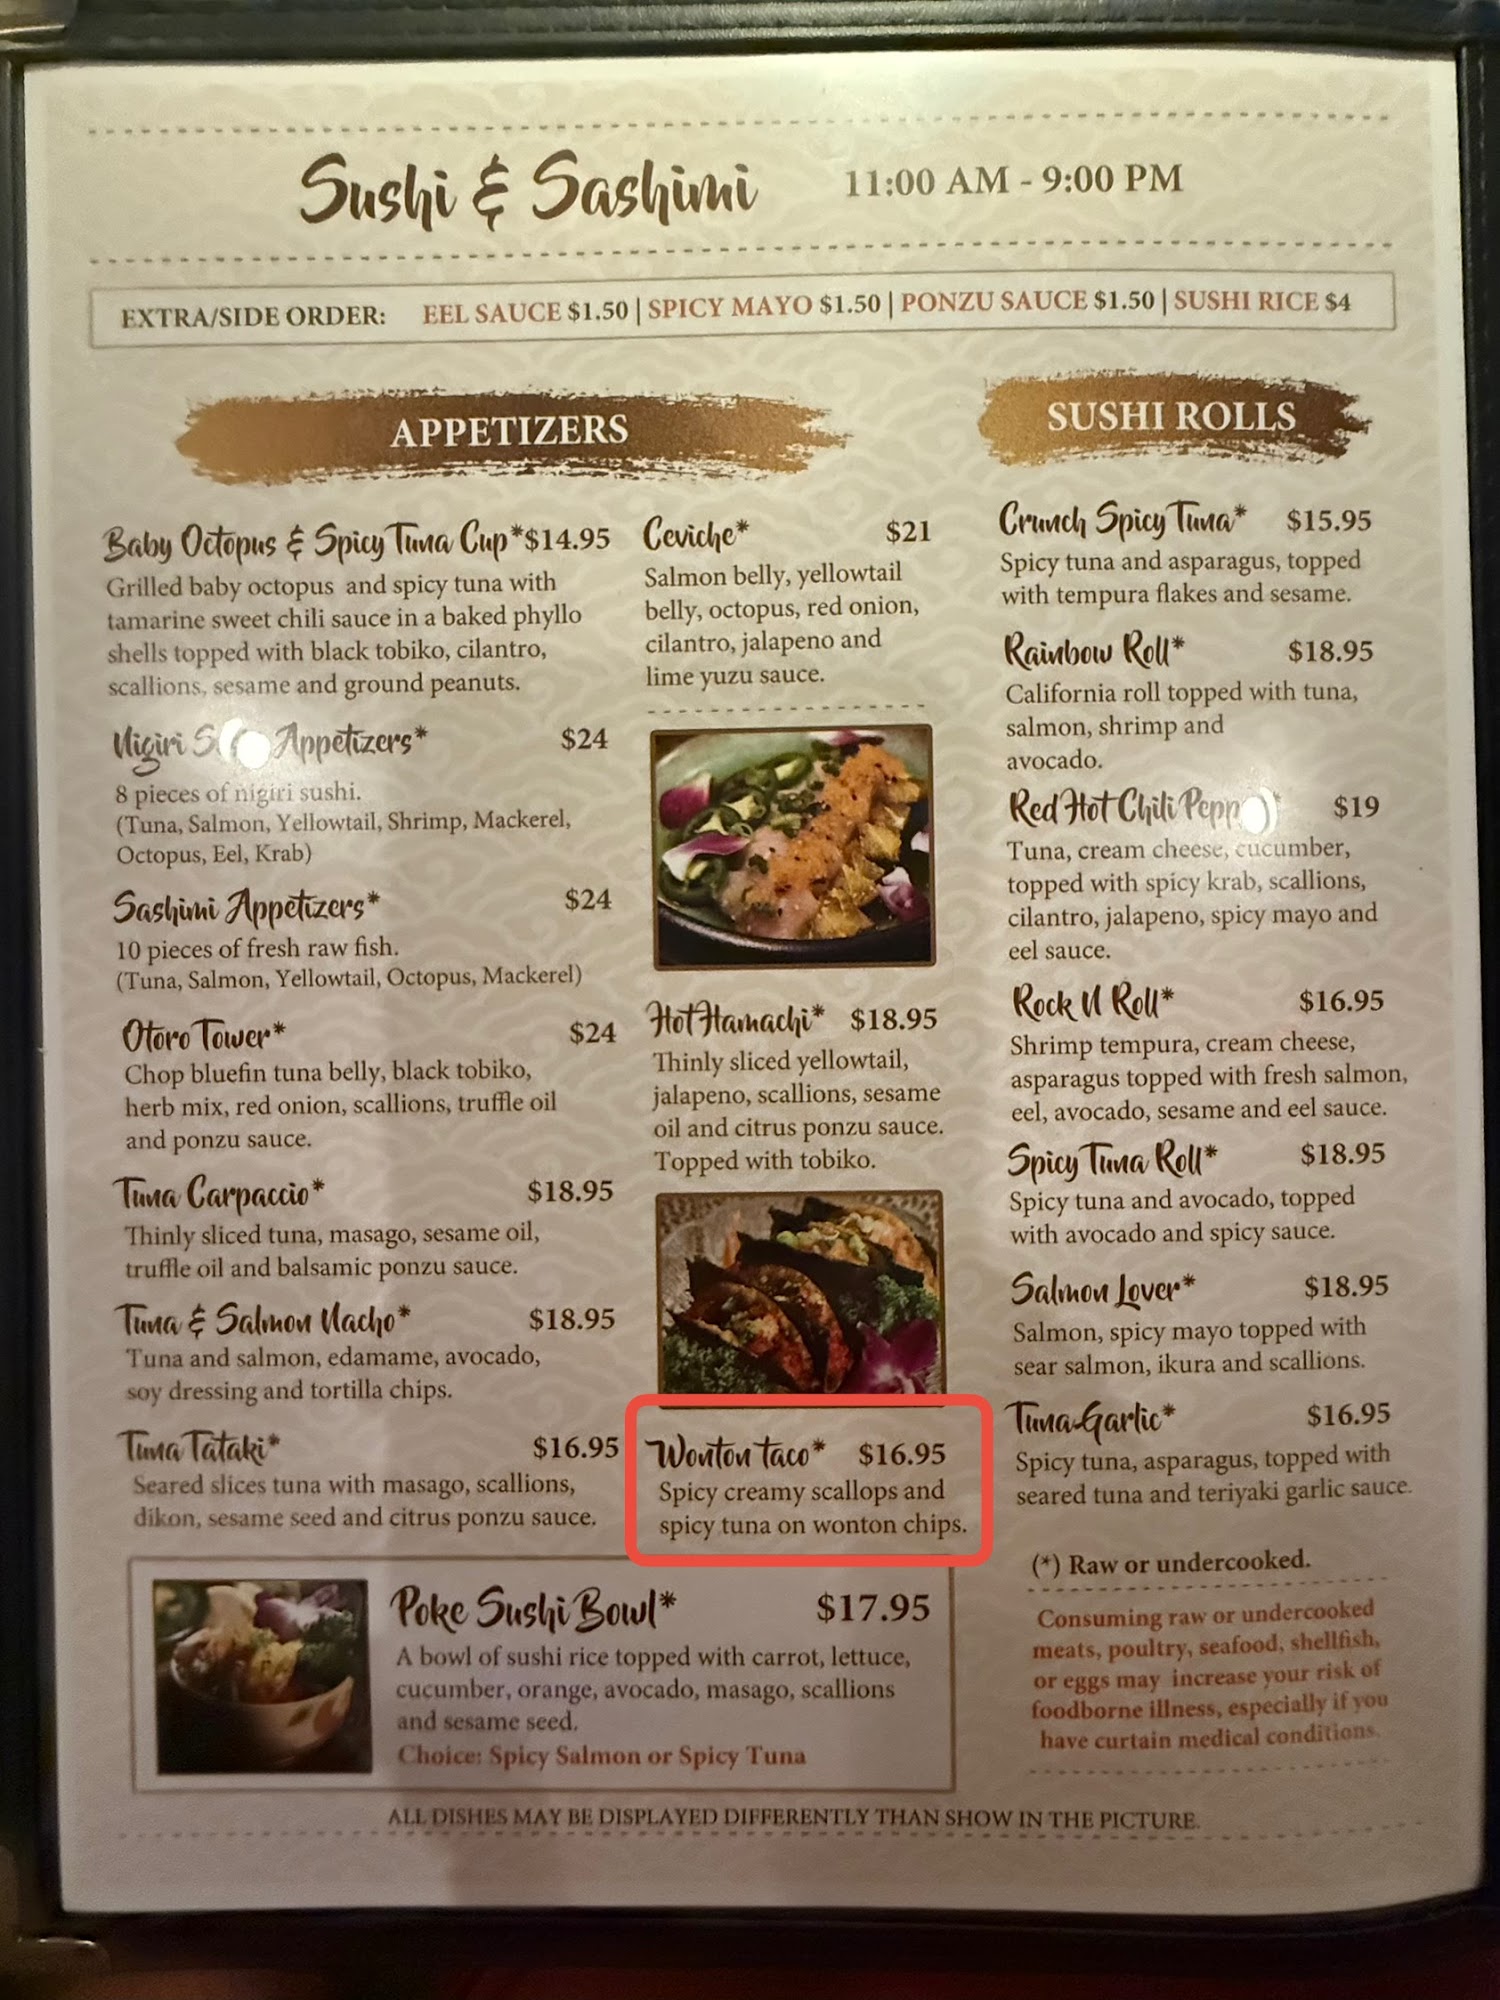 Sushi & Sashimi 11:00 AM - 9:00 PM
EXTRA/SIDE ORDER: EEL SAUCE $1.50 | SPICY MAYO $1.50 | PONZU SAUCE $1.50 | SUSHI RICE $4
APPETIZERS
Baby Octopus & Spicy Tuna Cup* $14.95
Grilled baby octopus and spicy tuna with
tamarine sweet chili sauce in a baked phyllo
shells topped with black tobiko, cilantro,
scallions, sesame and ground peanuts.
Nigiri Appetizers* $24
8 pieces of nigiri sushi.
(Tuna, Salmon, Yellowtail, Shrimp, Mackerel,
Octopus, Eel, Krab)
Sashimi Appetizers* $24
10 pieces of fresh raw fish.
(Tuna, Salmon, Yellowtail, Octopus, Mackerel)
Otoro Tower* $24
Chop bluefin tuna belly, black tobiko,
herb mix, red onion, scallions, truffle oil
and ponzu sauce.
Tuna Carpaccio* $18.95
Thinly sliced tuna, masago, sesame oil,
truffle oil and balsamic ponzu sauce.
Tuna & Salmon Nacho* $18.95
Tuna and salmon, edamame, avocado,
soy dressing and tortilla chips.
Tuna Tataki* $16.95
Seared slices tuna with masago, scallions,
dikon, sesame seed and citrus ponzu sauce.
Ceviche* $21
Salmon belly, yellowtail
belly, octopus, red onion,
cilantro, jalapeno and
lime yuzu sauce.
Hot Hamachi* $18.95
Thinly sliced yellowtail,
jalapeno, scallions, sesame
oil and citrus ponzu sauce.
Topped with tobiko.
Wonton taco* $16.95
Spicy creamy scallops and
spicy tuna on wonton chips.
Poke Sushi Bowl* $17.95
A bowl of sushi rice topped with carrot, lettuce,
cucumber, orange, avocado, masago, scallions
and sesame seed.
Choice: Spicy Salmon or Spicy Tuna
SUSHI ROLLS
Crunch Spicy Tuna* $15.95
Spicy tuna and asparagus, topped
with tempura flakes and sesame.
Rainbow Roll* $18.95
California roll topped with tuna,
salmon, shrimp and
avocado.
Red Hot Chili $19
Tuna, cream cheese, cucumber,
topped with spicy krab, scallions,
cilantro, jalapeno, spicy mayo and
eel sauce.
Rock N Roll* $16.95
Shrimp tempura, cream cheese,
asparagus topped with fresh salmon,
eel, avocado, sesame and eel sauce.
Spicy Tuna Roll* $18.95
Spicy tuna and avocado, topped
with avocado and spicy sauce.
Salmon Lover* $18.95
Salmon, spicy mayo topped with
sear salmon, ikura and scallions.
Tuna Garlic* $16.95
Spicy tuna, asparagus, topped with
seared tuna and teriyaki garlic sauce.
(*) Raw or undercooked.
Consuming raw or undercooked
meats, poultry, seafood, shellfish,
or eggs may increase your risk of
foodborne illness, especially if you
have curtain medical conditions.
ALL DISHES MAY BE DISPLAYED DIFFERENTLY THAN SHOW IN THE PICTURE.